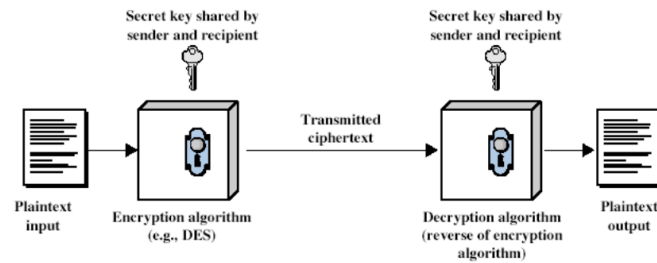 Secret key shared by
sender and recipient
Secret key shared by
sender and recipient
Transmitted
ciphertext
Plaintext
input
Encryption algorithm
(e.g., DES)
Decryption algorithm
(reverse of encryption
algorithm)
Plaintext
output